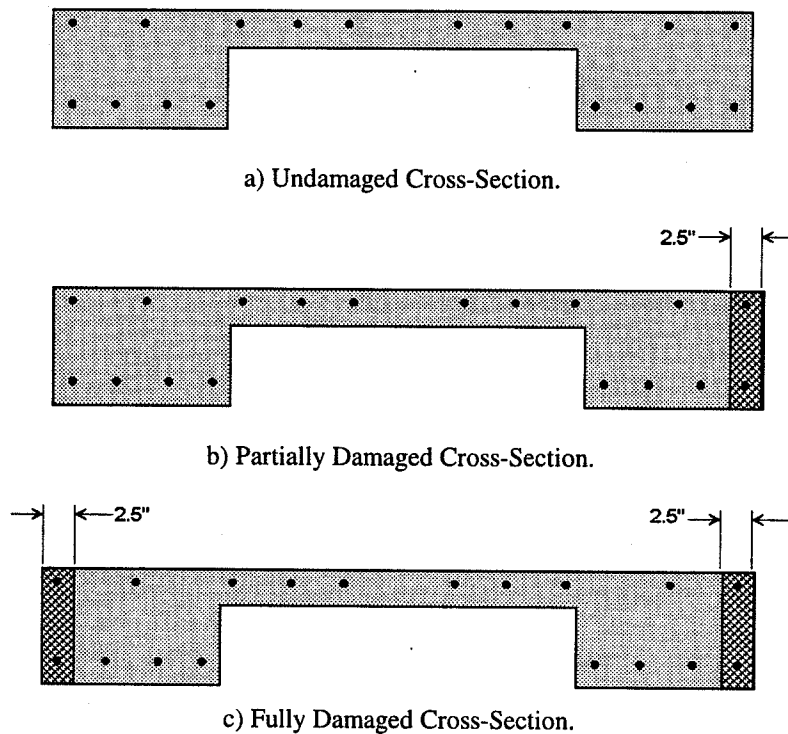 a) Undamaged Cross-Section.
2.5"
b) Partially Damaged Cross-Section.
2.5"
2.5"
c) Fully Damaged Cross-Section.